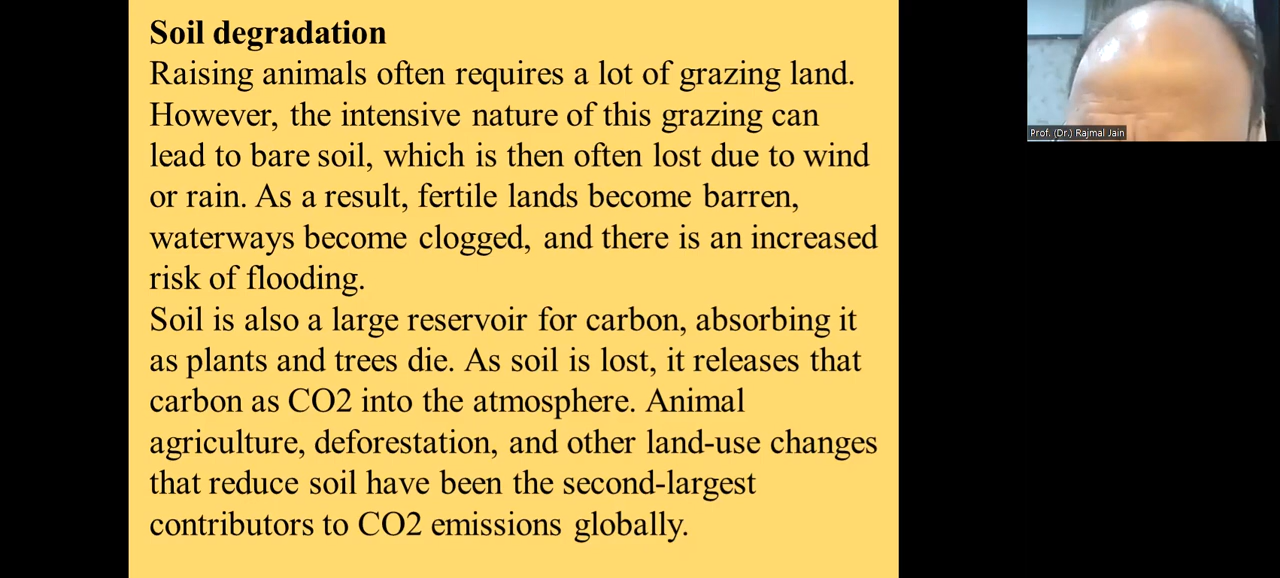 Soil degradation
Raising animals often requires a lot of grazing land.
However, the intensive nature of this grazing can
lead to bare soil, which is then often lost due to wind
or rain. As a result, fertile lands become barren,
waterways become clogged, and there is an increased
risk of flooding.
Soil is also a large reservoir for carbon, absorbing it
as plants and trees die. As soil is lost, it releases that
carbon as CO2 into the atmosphere. Animal
agriculture, deforestation, and other land-use changes
that reduce soil have been the second-largest
contributors to CO2 emissions globally.
Prof. (Dr.) Rajmal Jain